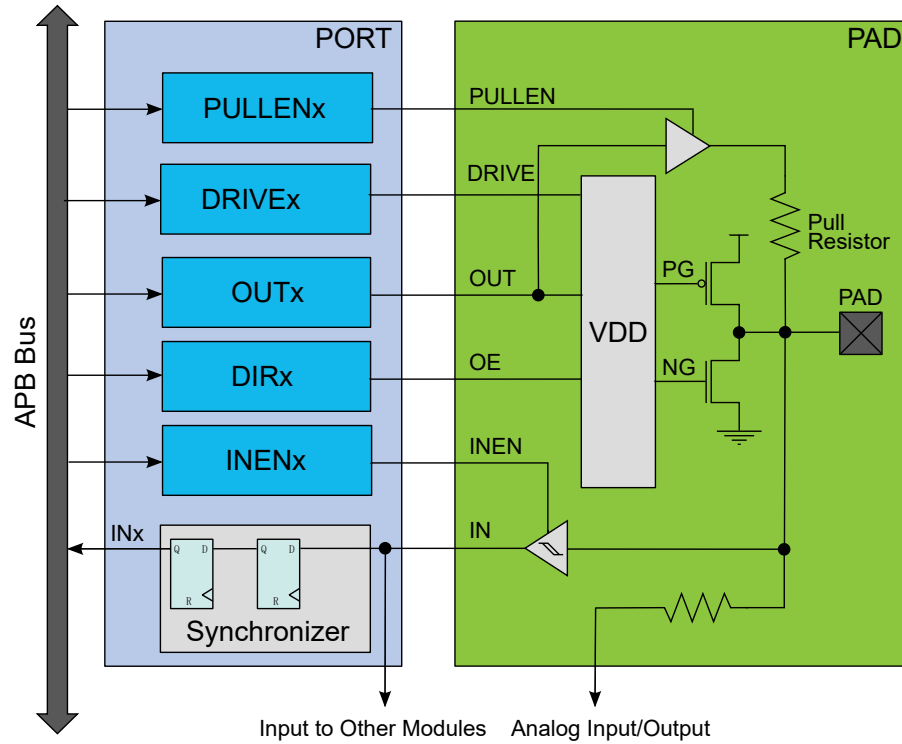 PORT
PAD
APB Bus
PULLENx
PULLEN
DRIVEx
DRIVE
Pull
Resistor
OUTx
OUT
PG
PAD
VDD
DIRx
OE
NG
INENx
INEN
INx
IN
Q D
R
Q D
R
Synchronizer
Input to Other Modules
Analog Input/Output